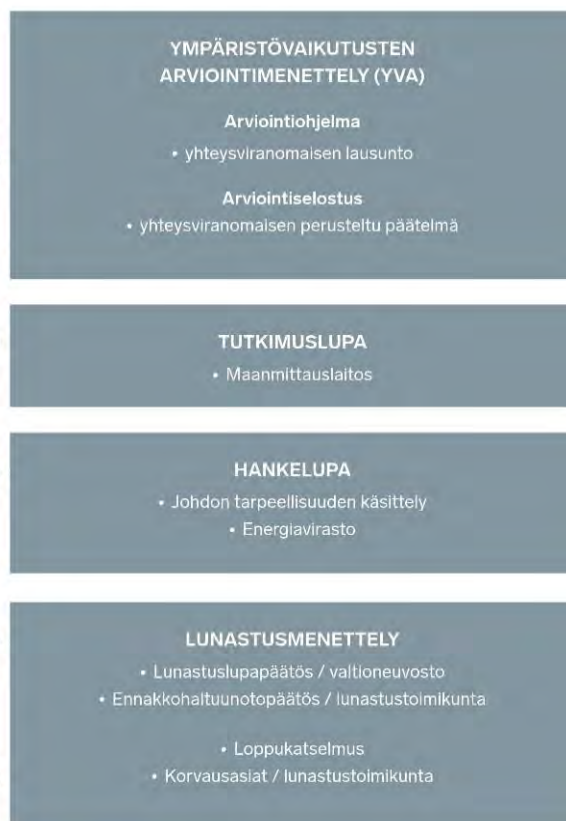 YMPÄRISTÖVAIKUTUSTEN
ARVIOINTIMENETTELY (YVA)
Arviointiohjelma
• yhteysviranomaisen lausunto
Arviointiselostus
• yhteysviranomaisen perusteltu päätelmä
TUTKIMUSLUPA
• Maanmittauslaitos
HANKELUPA
• Johdon tarpeellisuuden käsittely
• Energiavirasto
LUNASTUSMENETTELY
• Lunastuslupapäätös / valtioneuvosto
• Ennakkohaltuunotopäätös / lunastustoimikunta
• Loppukatselmus
• Korvausasiat / lunastustoimikunta